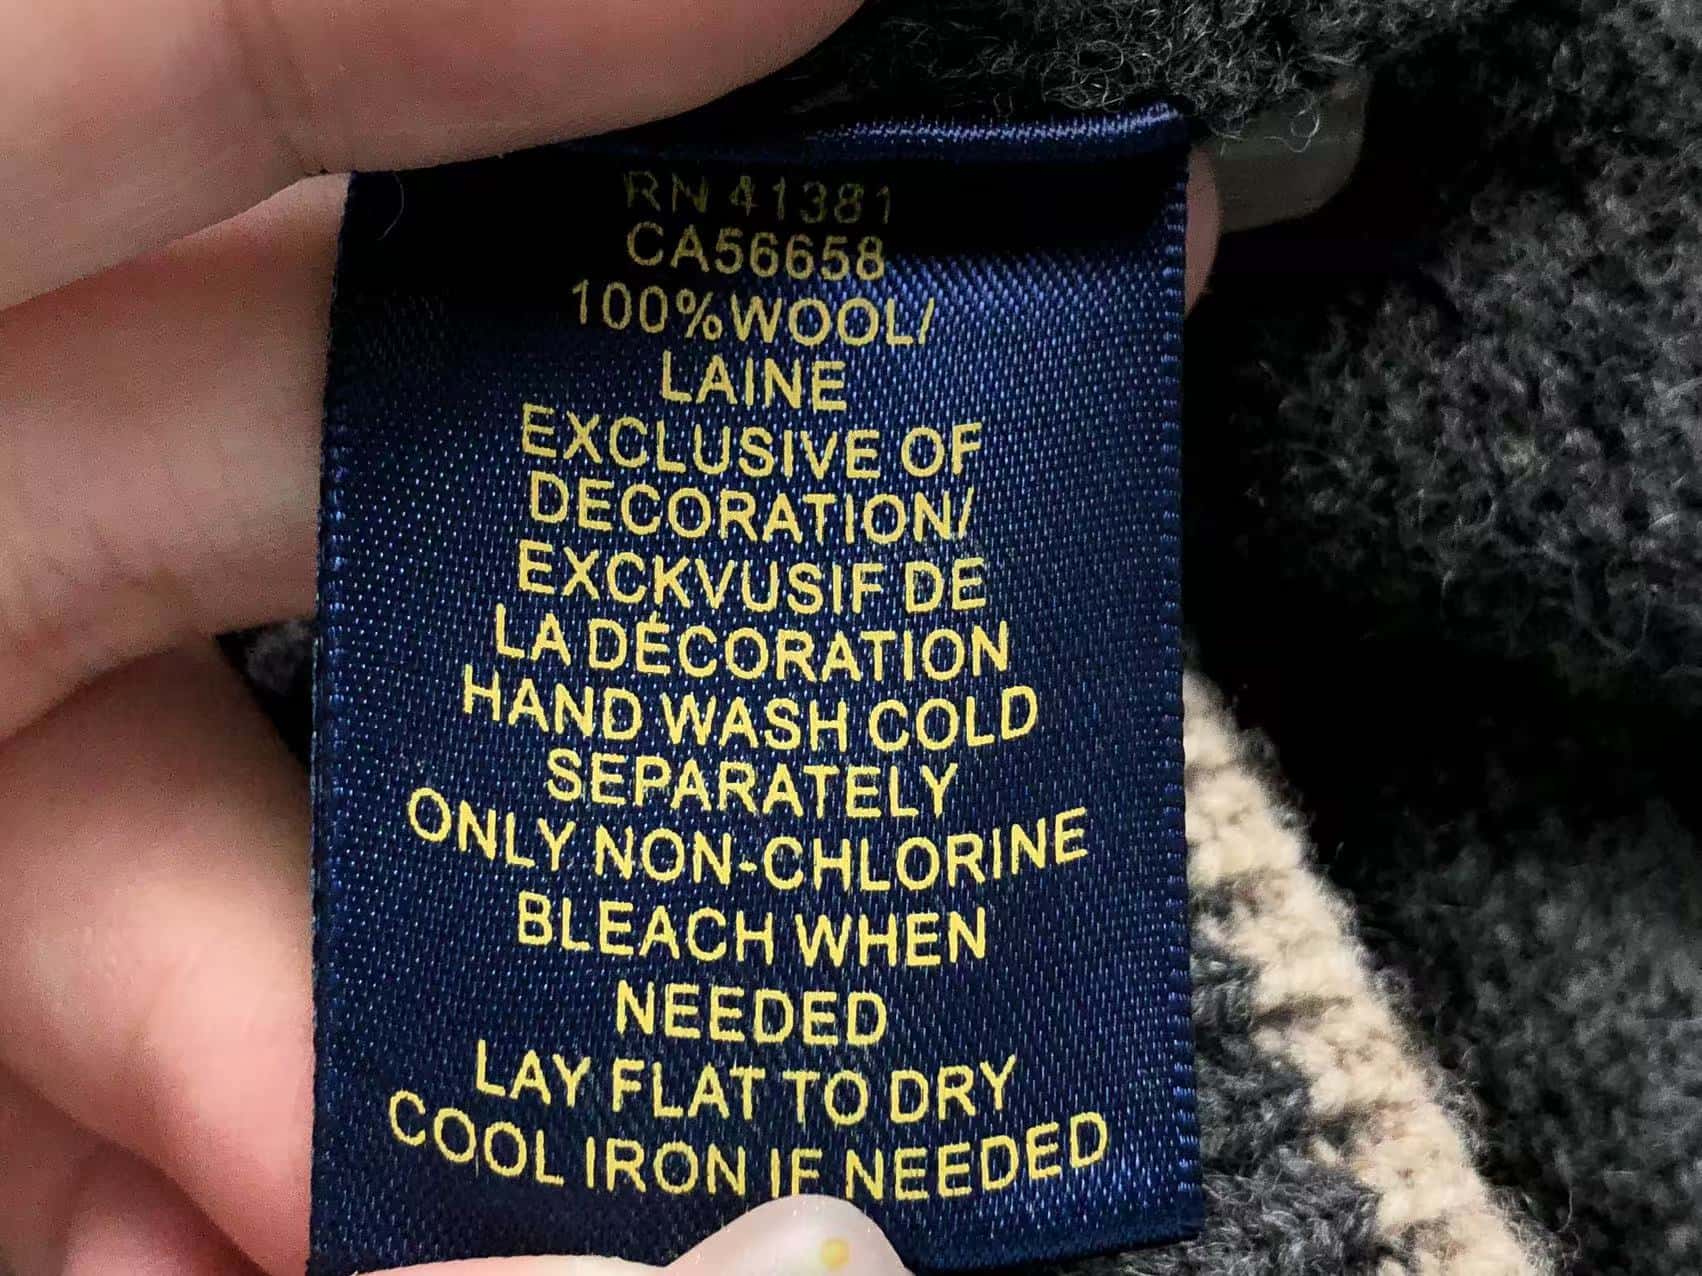 RN 41381
CA56658
100%WOOL/
LAINE
EXCLUSIVE OF
DECORATION/
EXCKVUSIF DE
LA DÉCORATION
HAND WASH COLD
SEPARATELY
ONLY NON-CHLORINE
BLEACH WHEN
NEEDED
LAY FLAT TO DRY
COOL IRON IF NEEDED